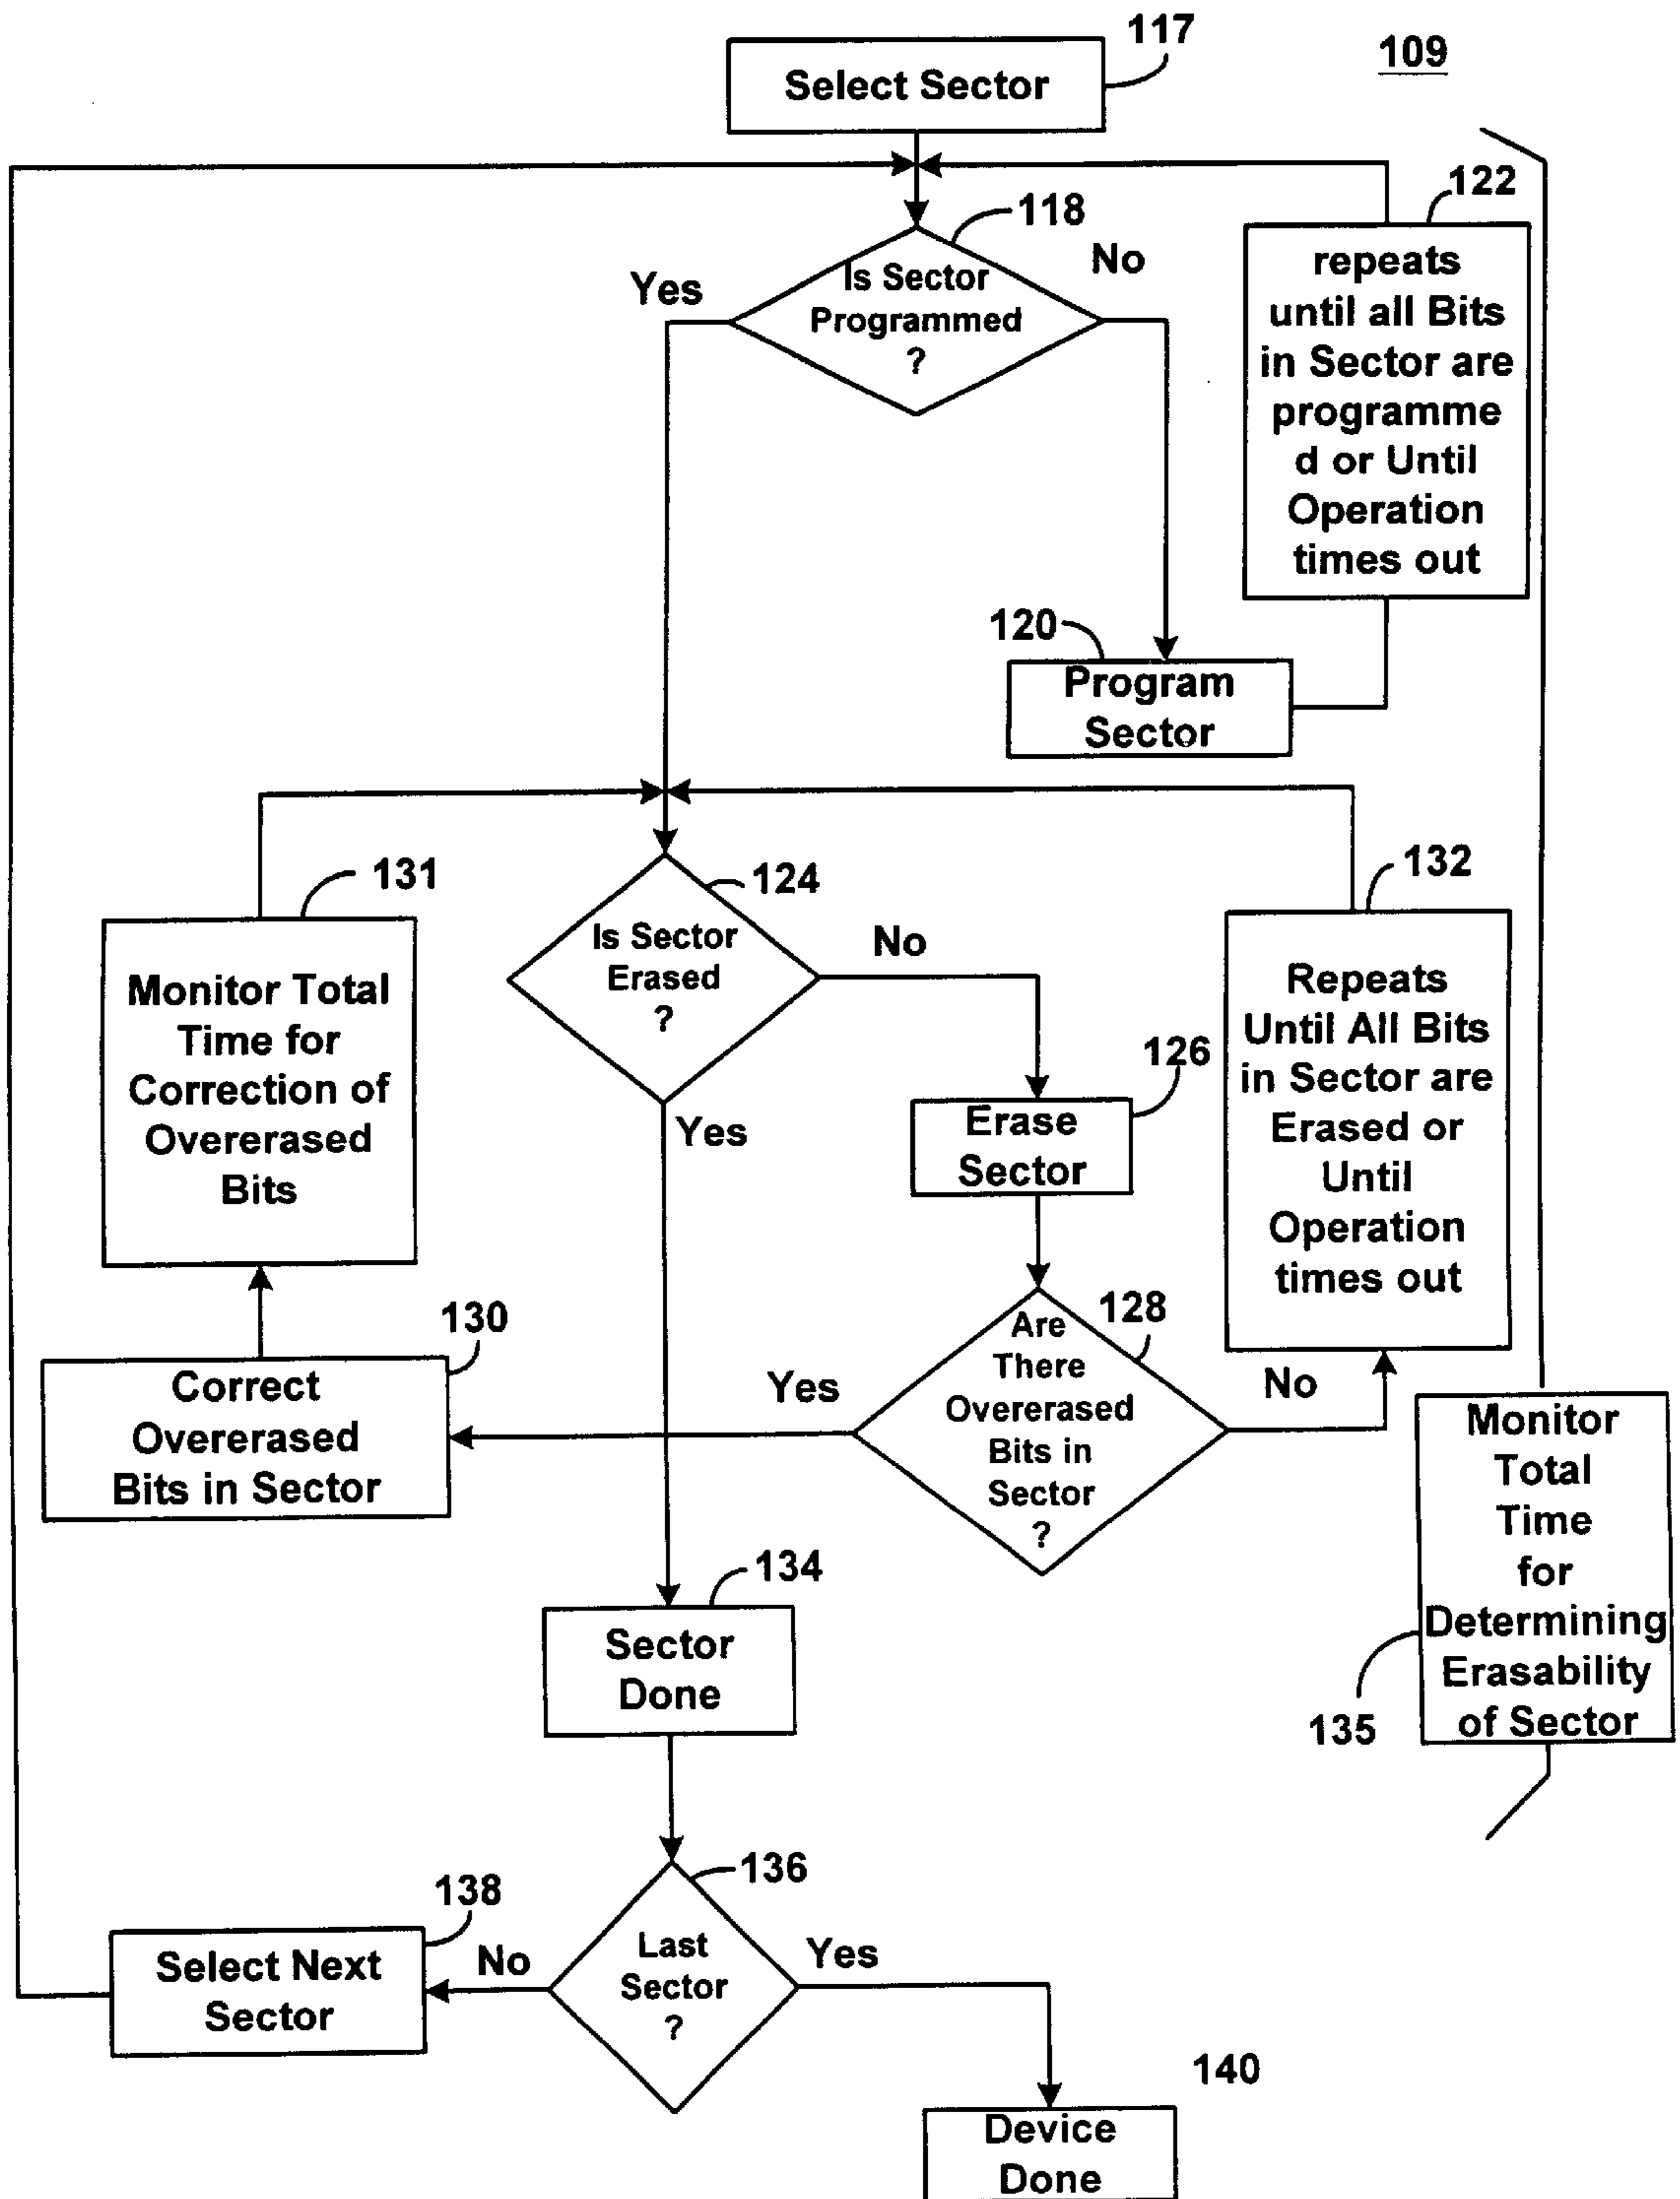 117
109
Select Sector
122
118
No
Yes
Is Sector
Programmed
?
repeats
until all Bits
in Sector are
programme
d or Until
Operation
times out
120
Program
Sector
131
124
132
Is Sector
Erased
?
No
Yes
Monitor Total
Time for
Correction of
Overerased
Bits
126
Erase
Sector
Repeats
Until All Bits
in Sector are
Erased or
Until
Operation
times out
130
Correct
Overerased
Bits in Sector
128
Yes
Are
There
Overerased
Bits in
Sector
?
No
Monitor
Total
Time
for
Determining
Erasability
of Sector
135
134
Sector
Done
136
138
Select Next
Sector
No
Last
Sector
?
Yes
140
Device
Done